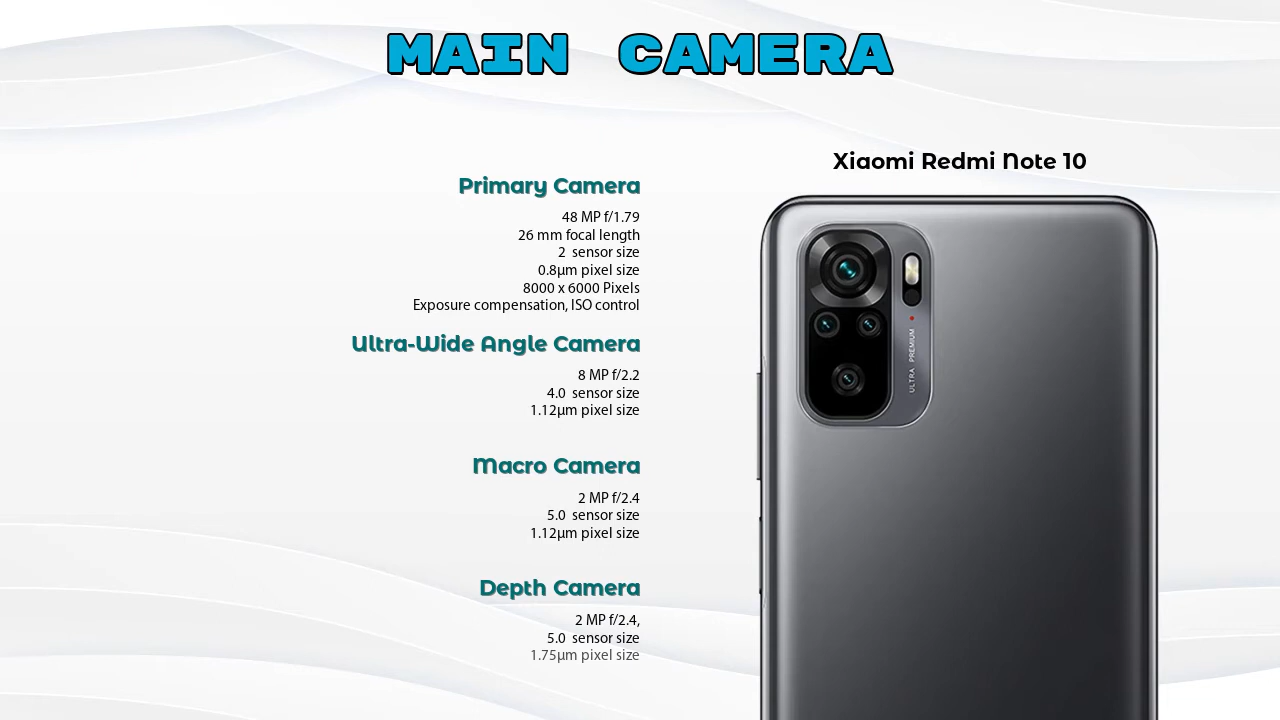 MAIN CAMERA
Xiaomi Redmi Note 10
Primary Camera
48 MP f/1.79
26 mm focal length
2  sensor size
0.8µm pixel size
8000 x 6000 Pixels
Exposure compensation, ISO control
Ultra-Wide Angle Camera
8 MP f/2.2
4.0  sensor size
1.12µm pixel size
Macro Camera
2 MP f/2.4
5.0  sensor size
1.12µm pixel size
Depth Camera
2 MP f/2.4,
5.0  sensor size
1.75µm pixel size
ULTRA PREMIUM